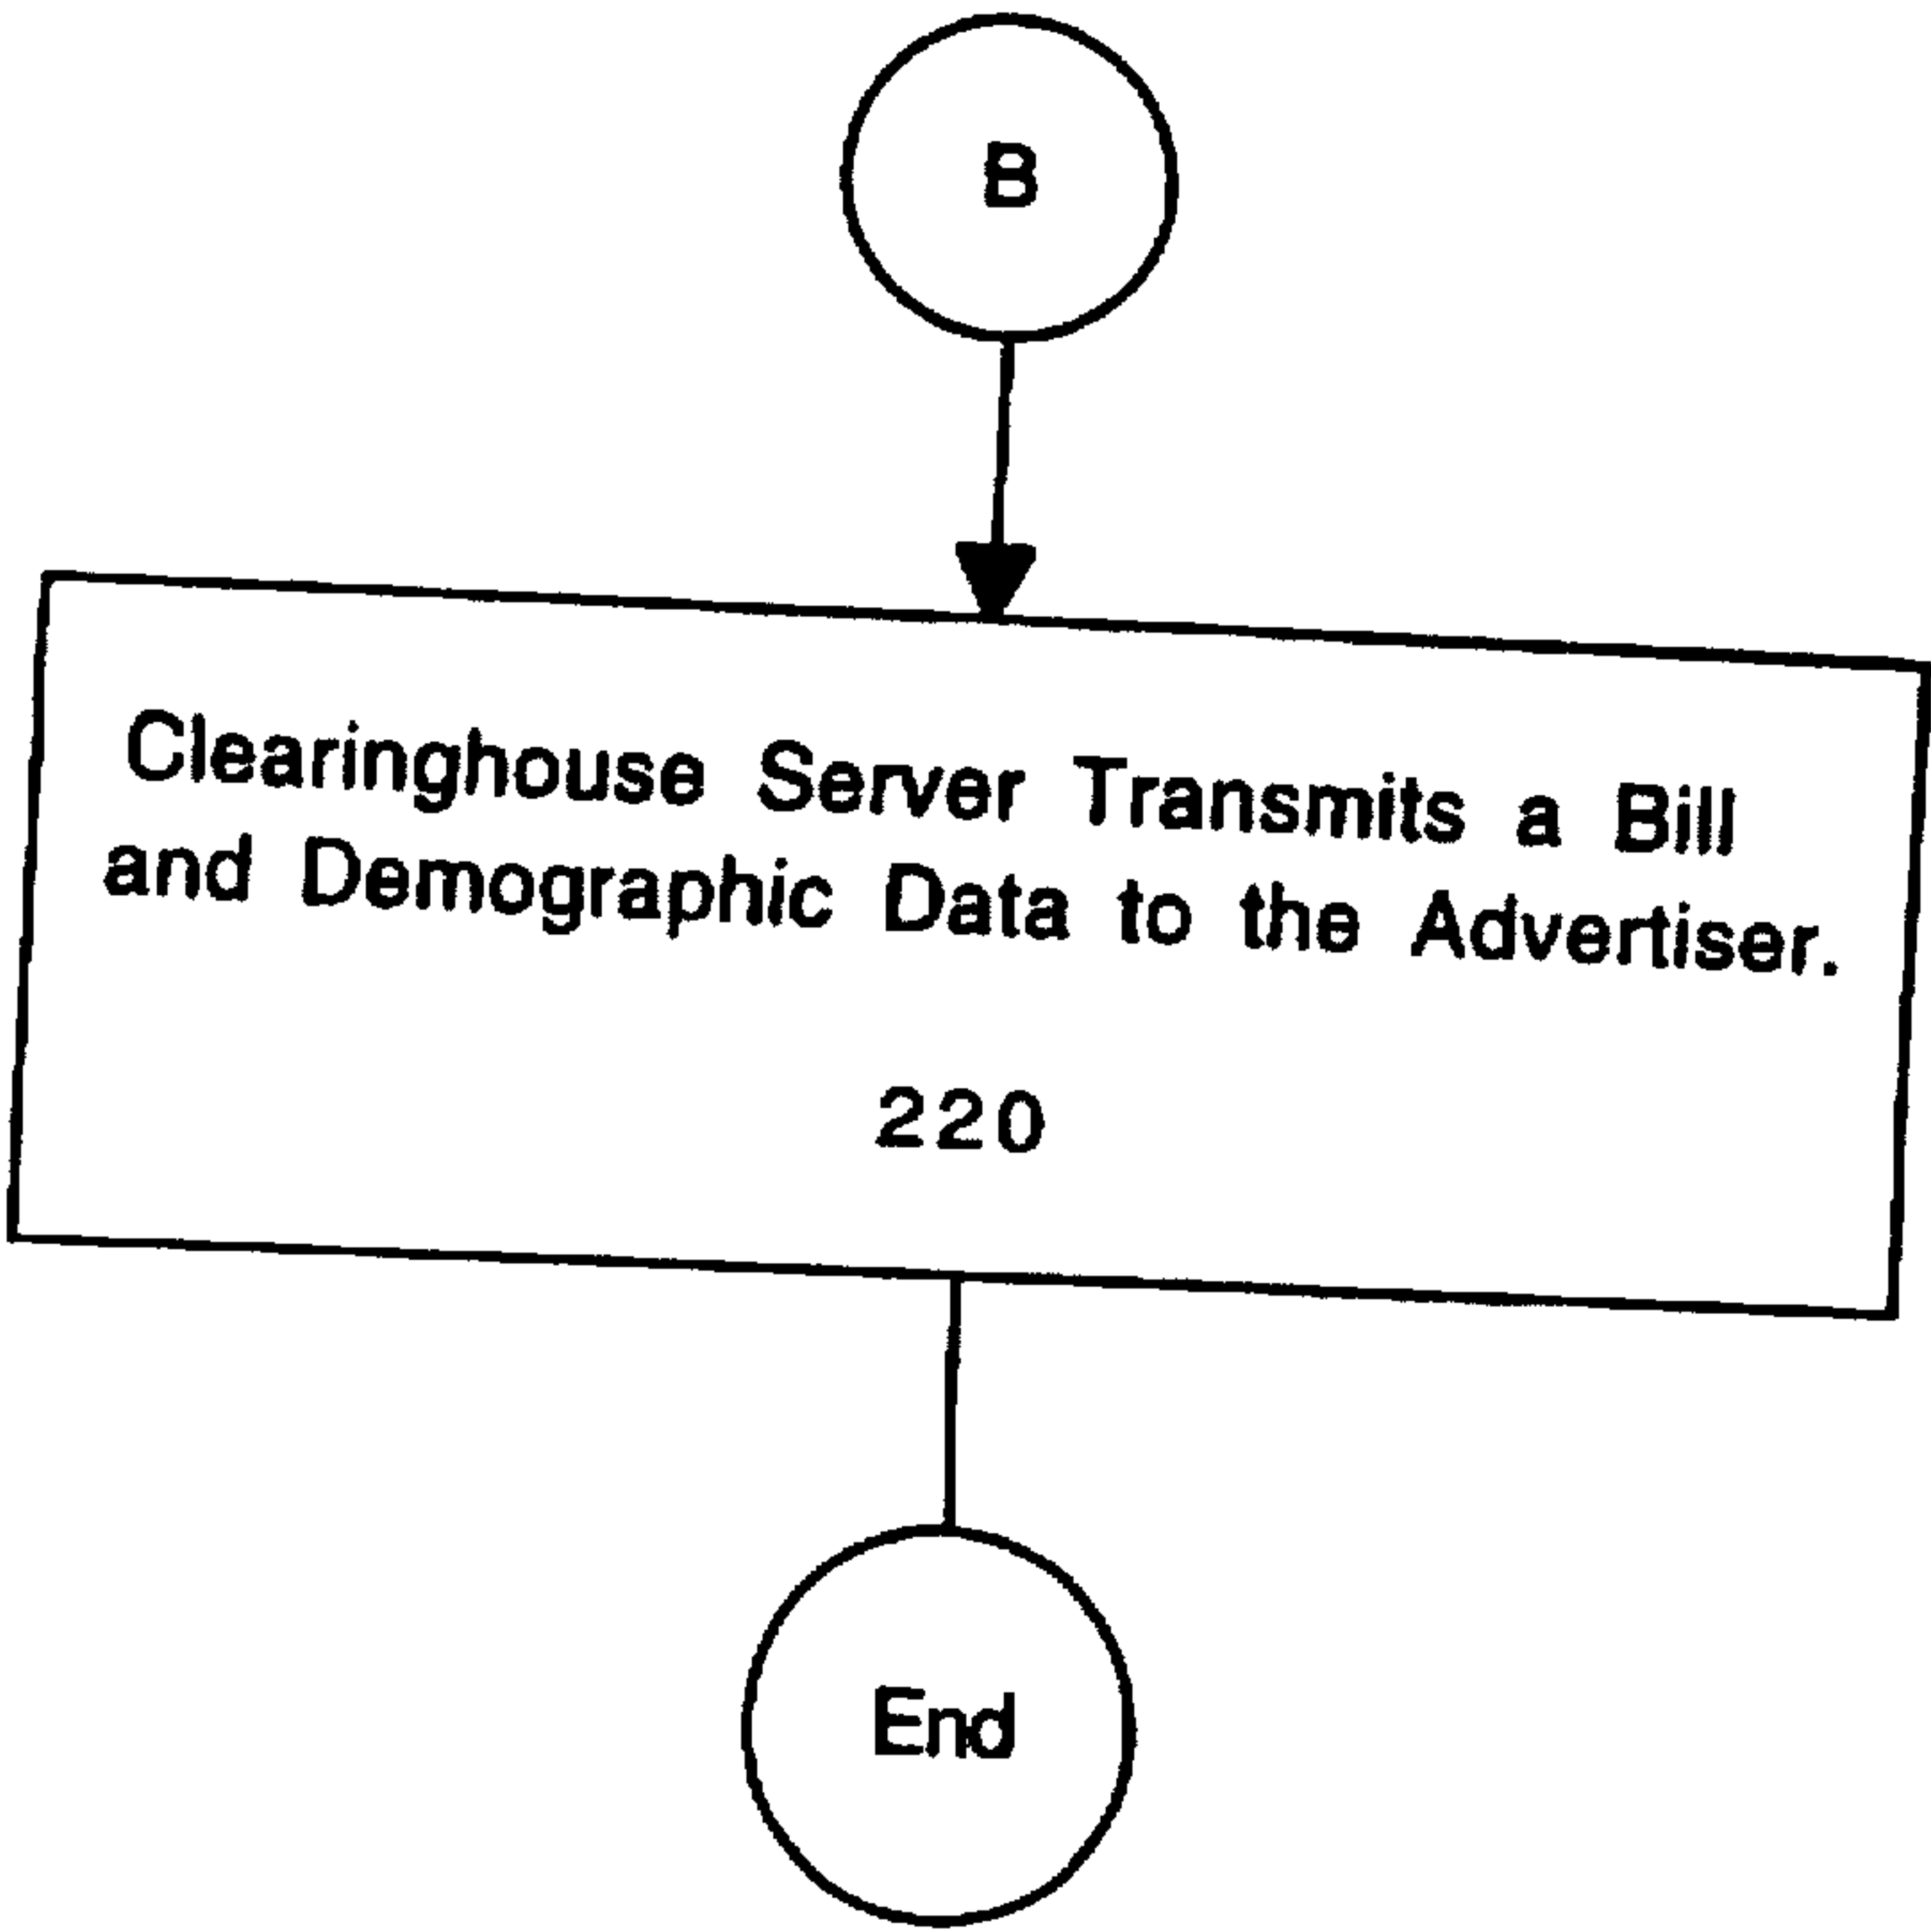 B
Clearinghouse Server Transmits a Bill
and Demographic Data to the Advertiser.
220
End